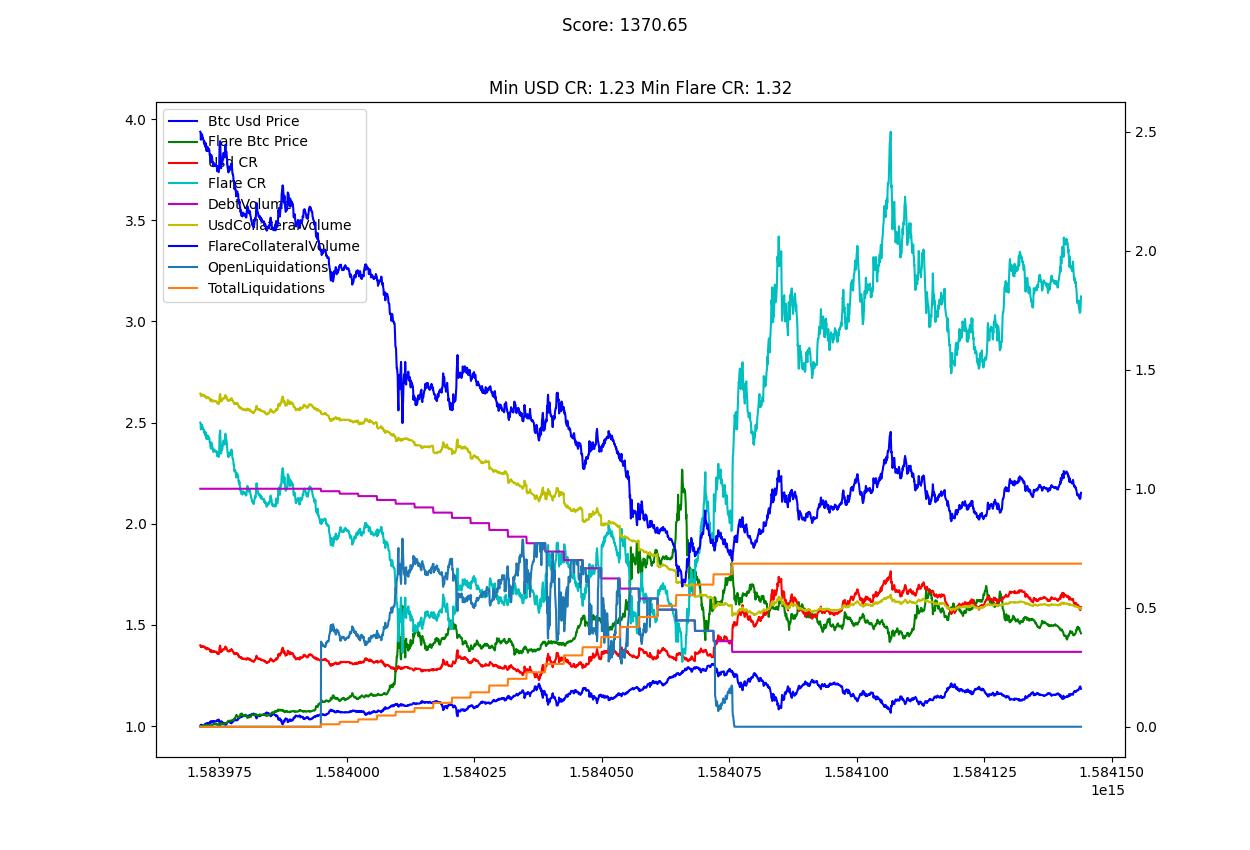 Score: 1370.65
Min USD CR: 1.23 Min Flare CR: 1.32
Btc Usd Price
Flare Btc Price
Usd CR
Flare CR
DebtVolume
UsdCollateralVolume
FlareCollateralVolume
OpenLiquidations
TotalLiquidations
4.0
3.5
3.0
2.5
2.0
1.5
1.0
2.5
2.0
1.5
1.0
0.5
0.0
1.583975 1.584000 1.584025 1.584050 1.584075 1.584100 1.584125 1.584150
1e15